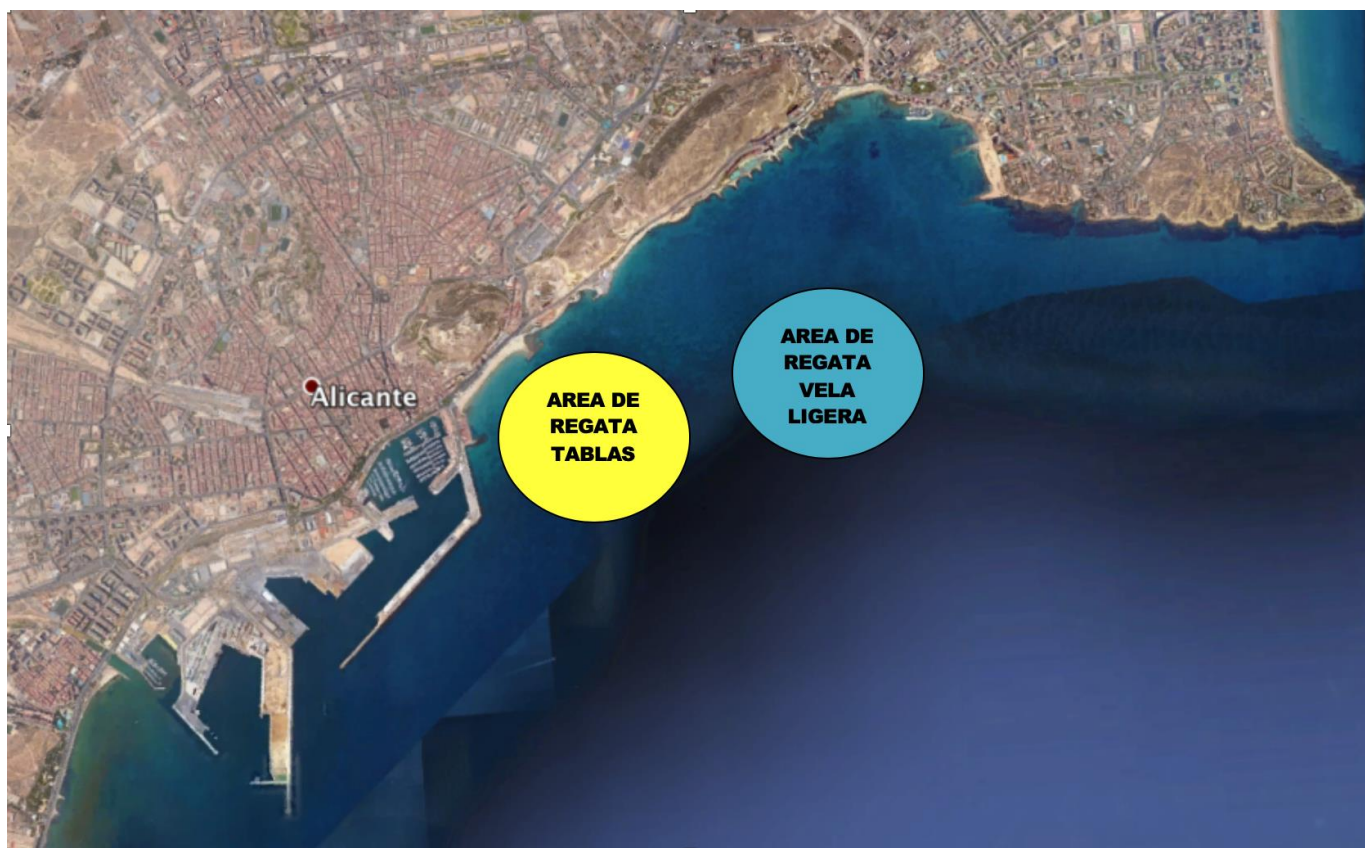 AREA DE
REGATA
VELA
LIGERA
Alicante
AREA DE
REGATA
TABLAS